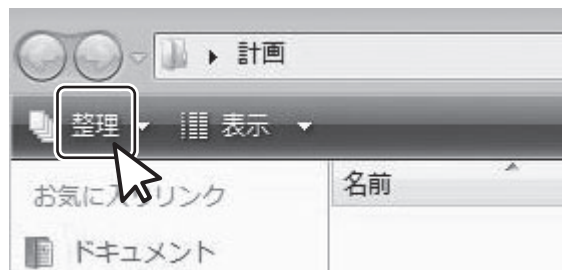 計画
整理 表示
お気に入りリンク 名前
ドキュメント